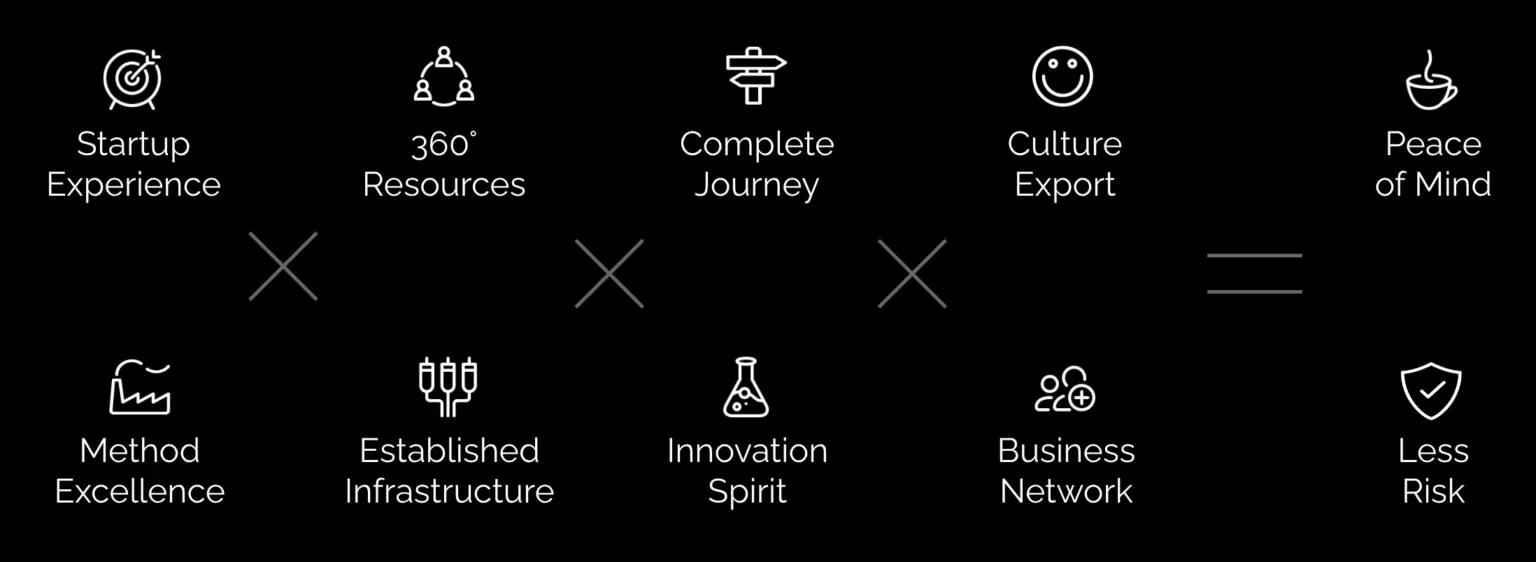 Startup
Experience
360°
Resources
Complete
Journey
Culture
Export
Peace
of Mind
Method
Excellence
Established
Infrastructure
Innovation
Spirit
Business
Network
Less
Risk